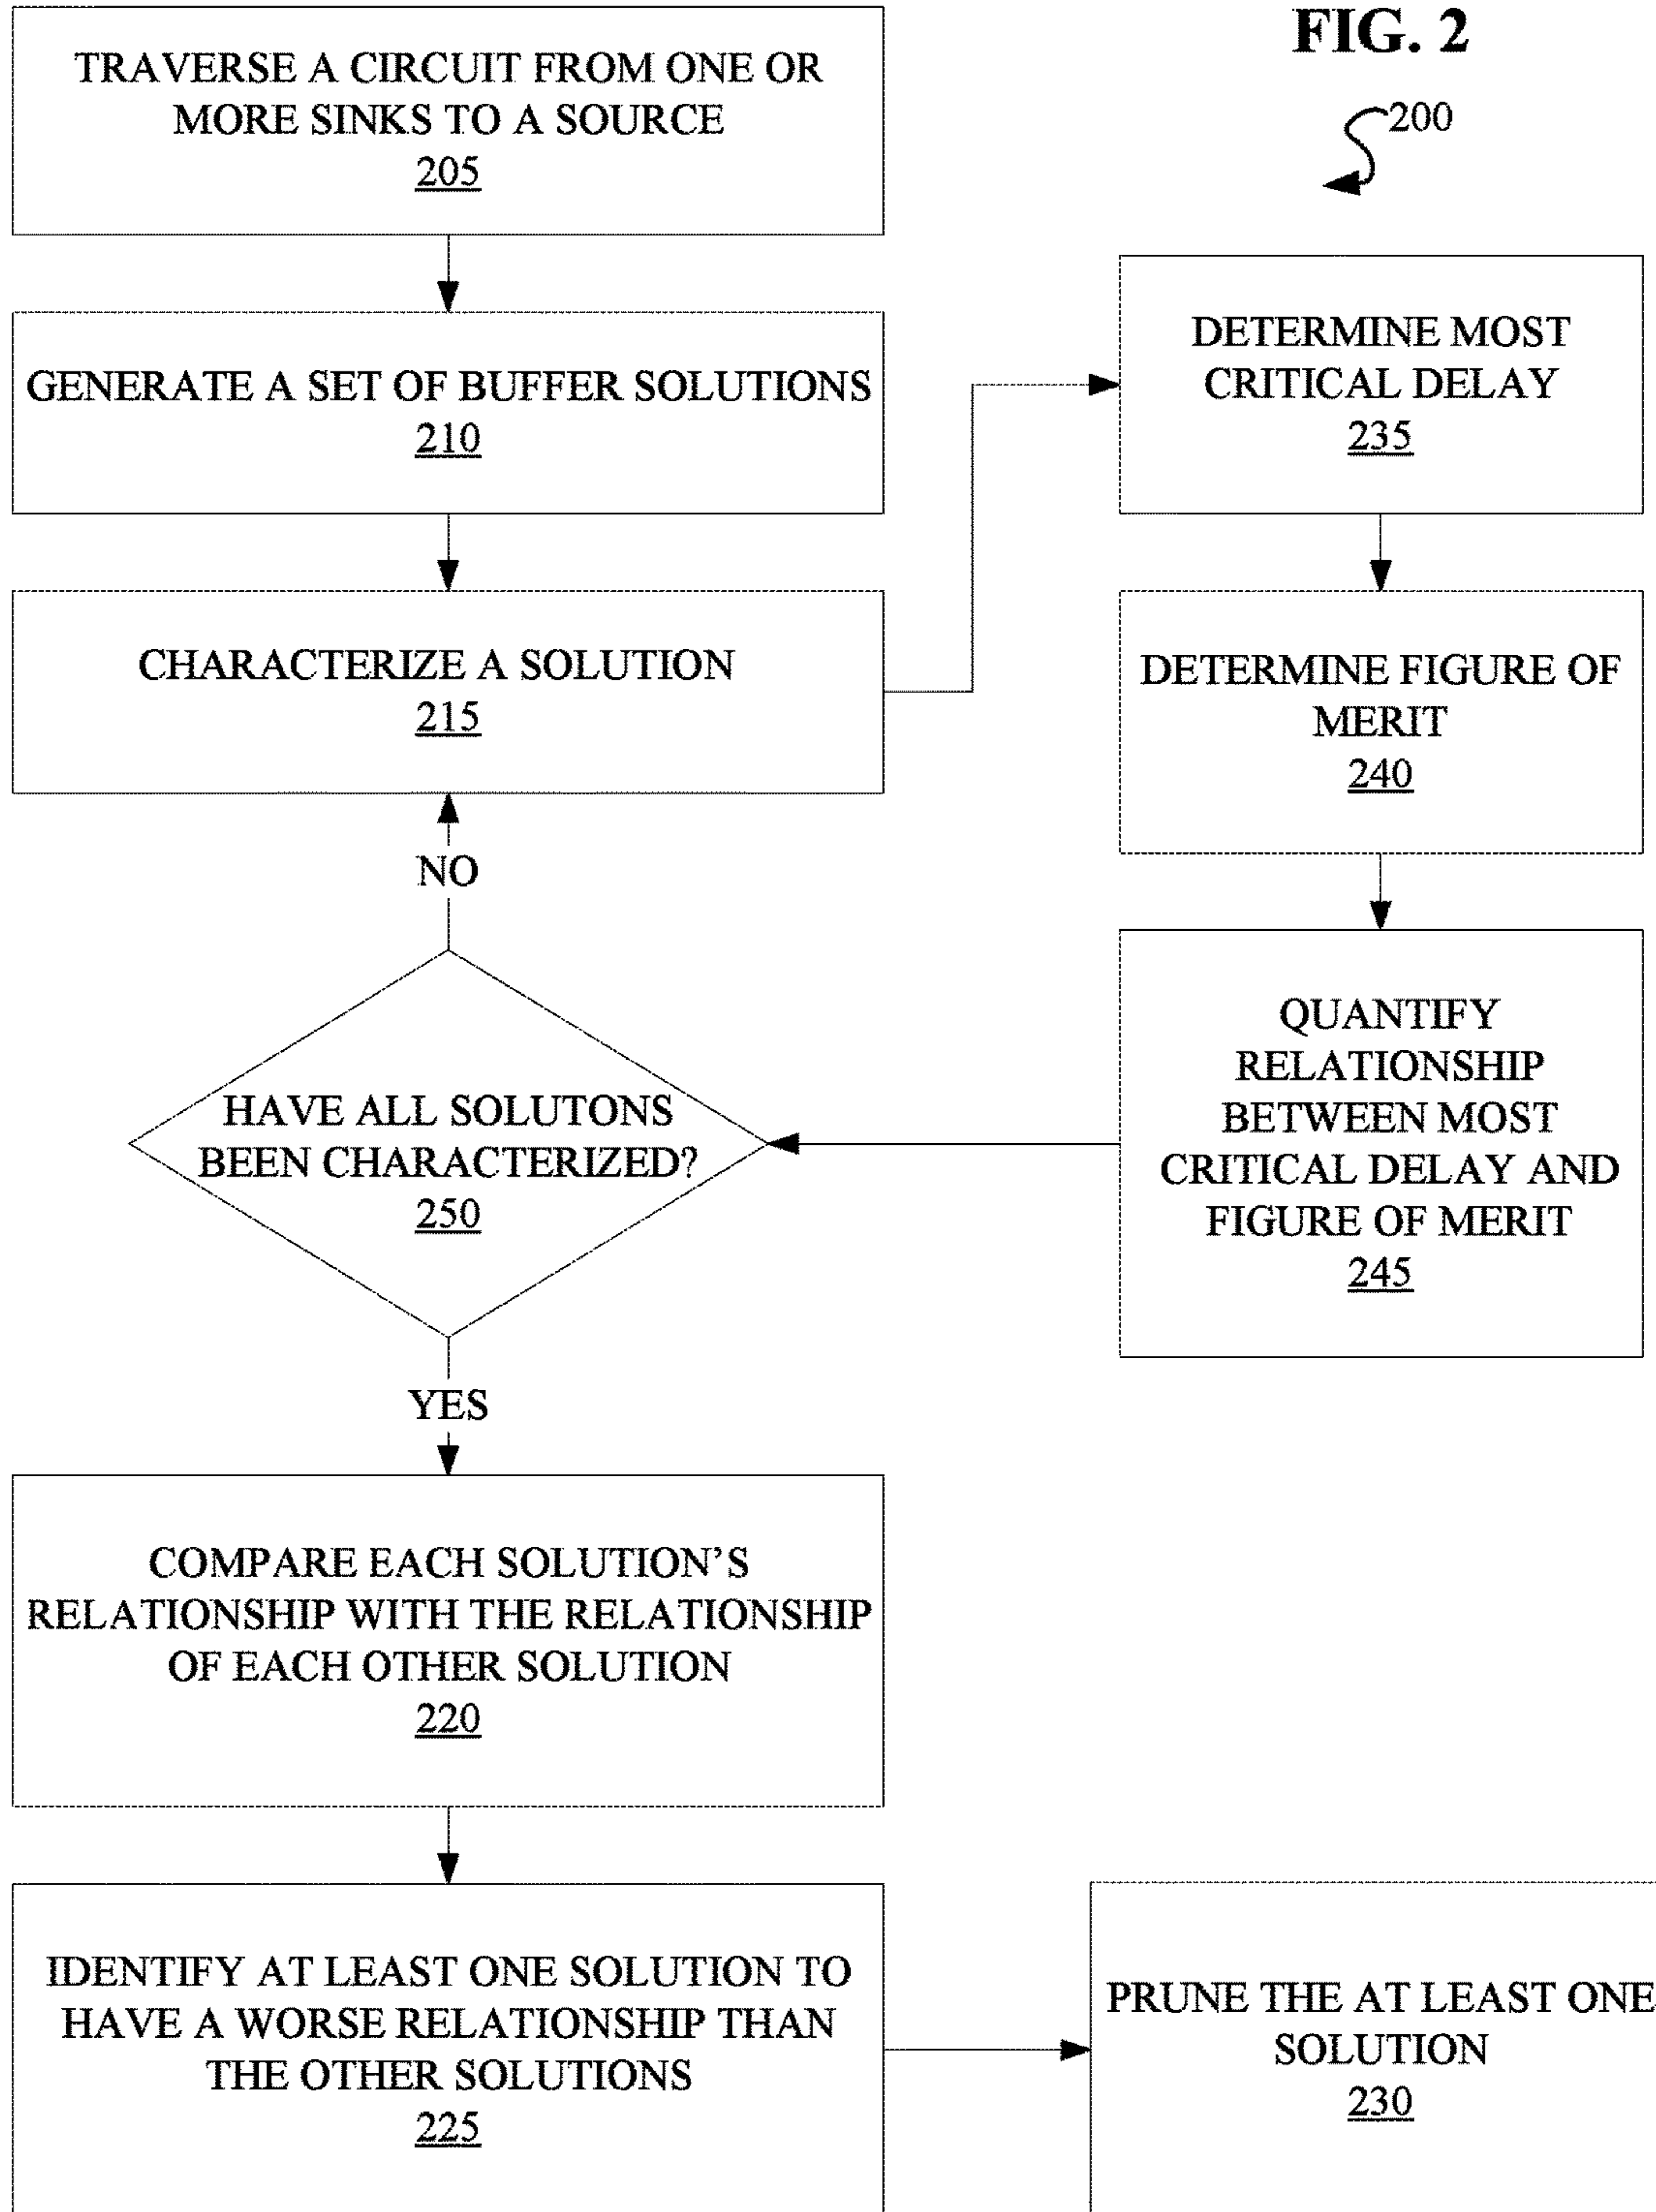 FIG. 2
200
TRAVERSE A CIRCUIT FROM ONE OR
MORE SINKS TO A SOURCE
205
GENERATE A SET OF BUFFER SOLUTIONS
210
CHARACTERIZE A SOLUTION
215
DETERMINE MOST
CRITICAL DELAY
235
DETERMINE FIGURE OF
MERIT
240
QUANTIFY
RELATIONSHIP
BETWEEN MOST
CRITICAL DELAY AND
FIGURE OF MERIT
245
NO
HAVE ALL SOLUTONS
BEEN CHARACTERIZED?
250
YES
COMPARE EACH SOLUTION'S
RELATIONSHIP WITH THE RELATIONSHIP
OF EACH OTHER SOLUTION
220
IDENTIFY AT LEAST ONE SOLUTION TO
HAVE A WORSE RELATIONSHIP THAN
THE OTHER SOLUTIONS
225
PRUNE THE AT LEAST ONE
SOLUTION
230